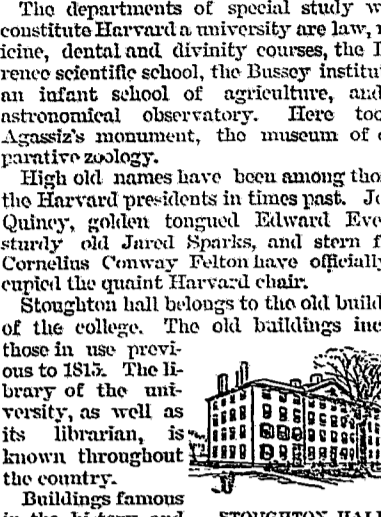 The departments of special study w
constitute Harvard a university are law, 
icine, dental and divinity courses, the 
rence scientific school, the Bussey institu
an infant school of agriculture, and
astronomical observatory. Here too
Agassiz's monument, the museum of c
parative zoology.
High old names have been among tho
the Harvard presidents in times past. Jo
Quincy, golden tongued Edward Eve
sturdy old Jared Sparks, and stern f
Cornelius Conway Felton have officially
cupied the quaint Harvard chair.
Stoughton hall belongs to the old build
of the college. The old buildings inc
those in use previ-
ous to 1815. The li-
brary of the uni-
versity, as well as
its librarian, is
known throughout
the country.
Buildings famous
in the history and
STOUGHTON HALL